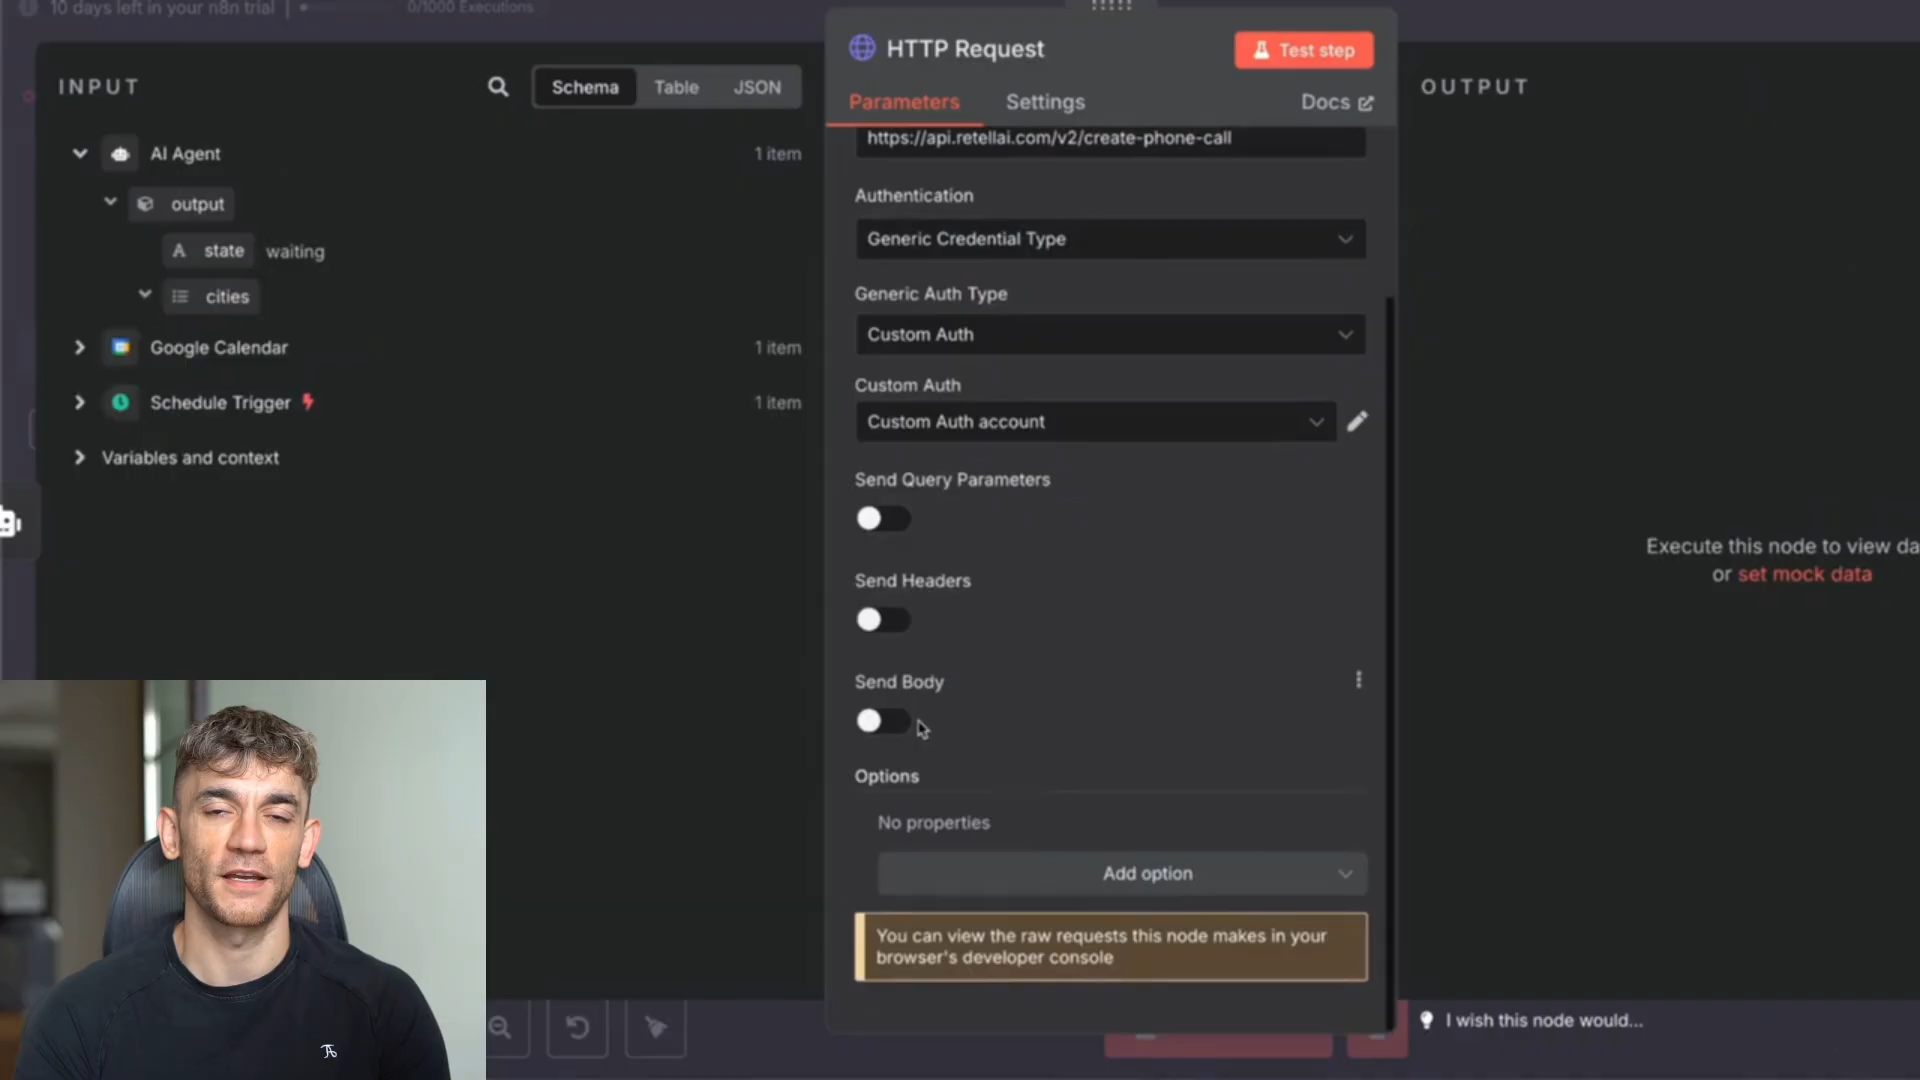 10 days left in your n8n trial
0/1000 Executions
INPUT
Schema
Table
JSON
AI Agent
1 item
output
A state waiting
cities
Google Calendar
1 item
Schedule Trigger
1 item
Variables and context
HTTP Request
Test step
Parameters
Settings
Docs
https://api.retellai.com/v2/create-phone-call
Authentication
Generic Credential Type
Generic Auth Type
Custom Auth
Custom Auth
Custom Auth account
Send Query Parameters
Send Headers
Send Body
Options
No properties
Add option
You can view the raw requests this node makes in your
browser's developer console
OUTPUT
Execute this node to view da
or set mock data
I wish this node would...